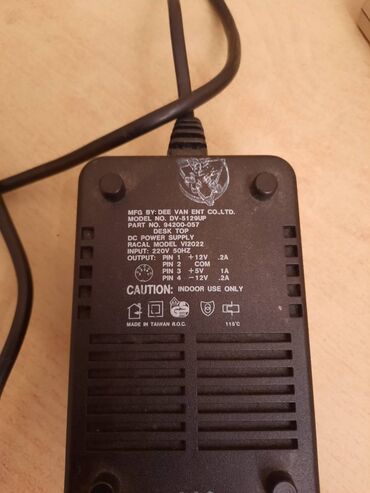 MFG BY: DEE VAN ENT CO.,LTD.
MODEL NO. DV-5129UP
PART NO. 94200-057
DESK TOP
DC POWER SUPPLY
RACAL MODEL VI2022
INPUT: 220V 50HZ
OUTPUT: PIN 1 +12V .2A
PIN 2 COM
PIN 3 +5V 1A
PIN 4 -12V .2A
CAUTION: INDOOR USE ONLY
MADE IN TAIWAN R.O.C. 115°C